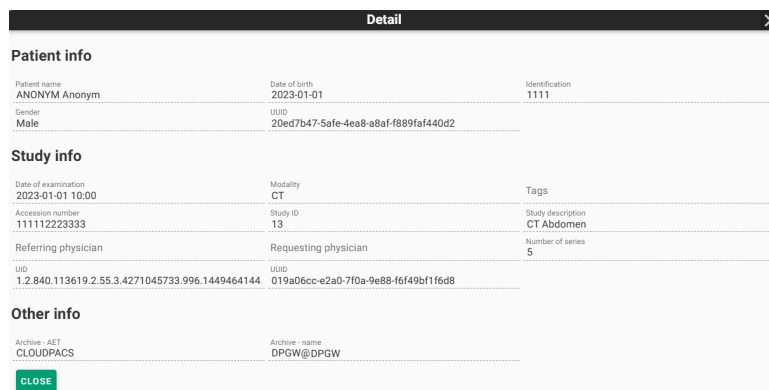 Detail
Patient info
Patient name Date of birth Identification
ANONYM Anonym 2023-01-01 1111
Gender UUID
Male 20ed7b47-5afe-4ea8-a8af-f889faf440d2
Study info
Date of examination Modality Tags
2023-01-01 10:00 CT
Accession number Study ID Study description
111112223333 13 CT Abdomen
Referring physician Requesting physician Number of series
5
UID UUID
1.2.840.113619.2.55.3.4271045733.996.1449464144 019a06cc-e2a0-7f0a-9e88-f6f49bf1f6d8
Other info
Archive - AET Archive - name
CLOUDPACS DPGW@DPGW
CLOSE